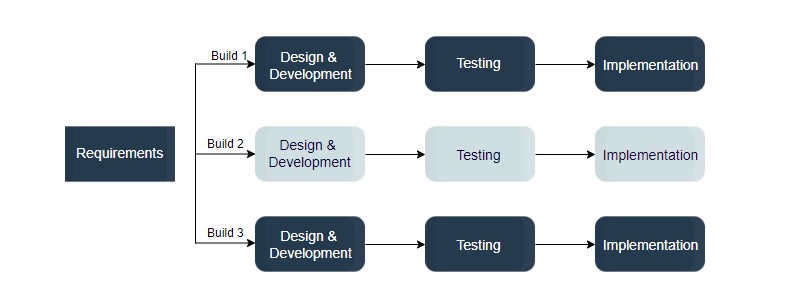 Build 1
Design &
Development
Testing
Implementation
Requirements
Build 2
Design &
Development
Testing
Implementation
Build 3
Design &
Development
Testing
Implementation